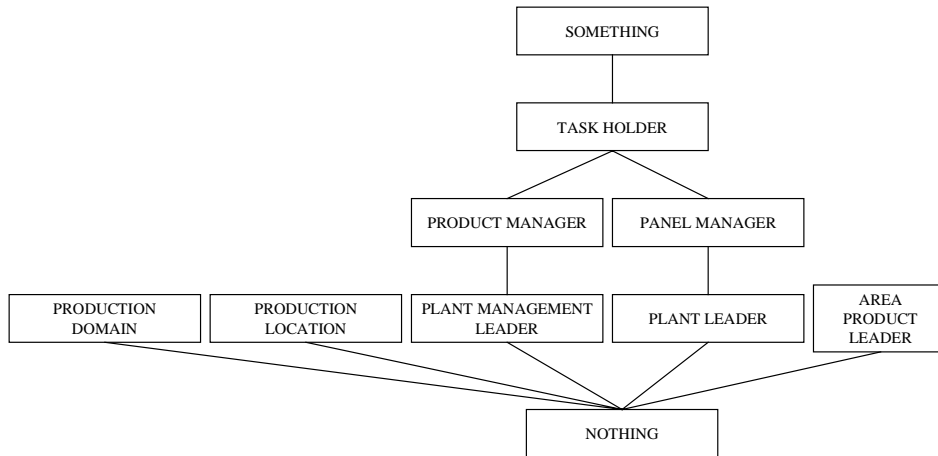 SOMETHING
TASK HOLDER
PRODUCT MANAGER
PANEL MANAGER
PRODUCTION
DOMAIN
PRODUCTION
LOCATION
PLANT MANAGEMENT
LEADER
PLANT LEADER
AREA
PRODUCT
LEADER
NOTHING